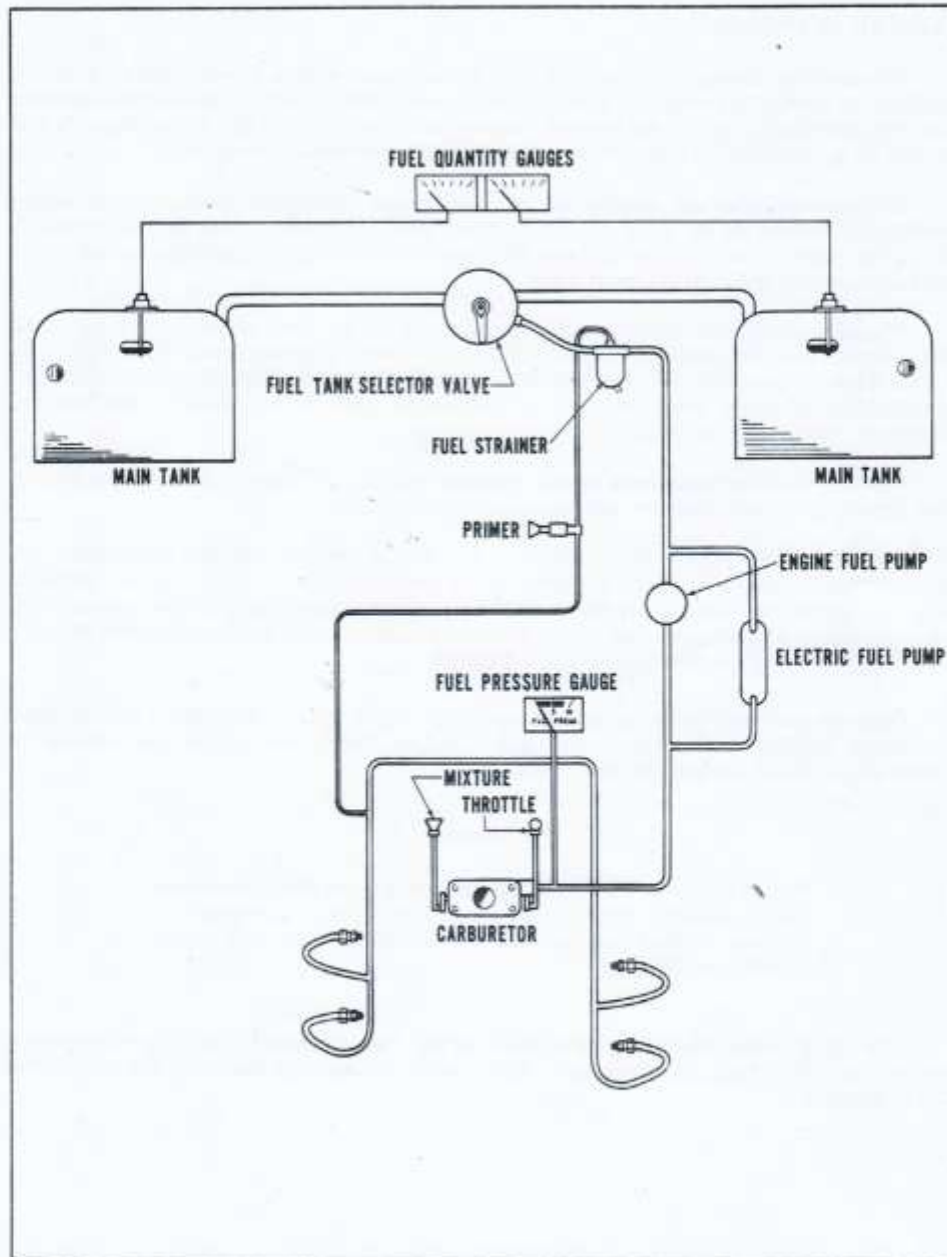 FUEL QUANTITY GAUGES
FUEL TANK SELECTOR VALVE
FUEL STRAINER
MAIN TANK
MAIN TANK
PRIMER
ENGINE FUEL PUMP
ELECTRIC FUEL PUMP
FUEL PRESSURE GAUGE
MIXTURE
THROTTLE
CARBURETOR